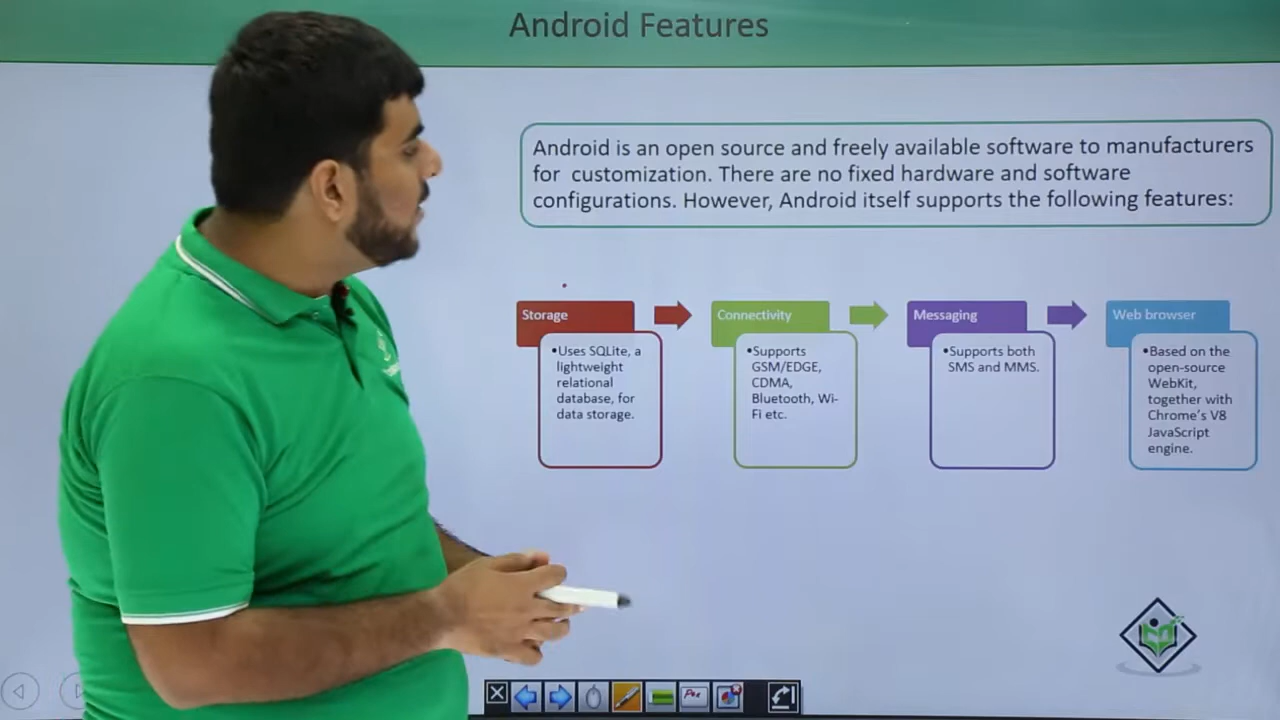 Android Features
Android is an open source and freely available software to manufacturers
for customization. There are no fixed hardware and software
configurations. However, Android itself supports the following features:
Storage
•Uses SQLite, a
lightweight
relational
database, for
data storage.
Connectivity
•Supports
GSM/EDGE,
CDMA,
Bluetooth, Wi-
Fi etc.
Messaging
•Supports both
SMS and MMS.
Web browser
•Based on the
open-source
WebKit,
together with
Chrome's V8
JavaScript
engine.